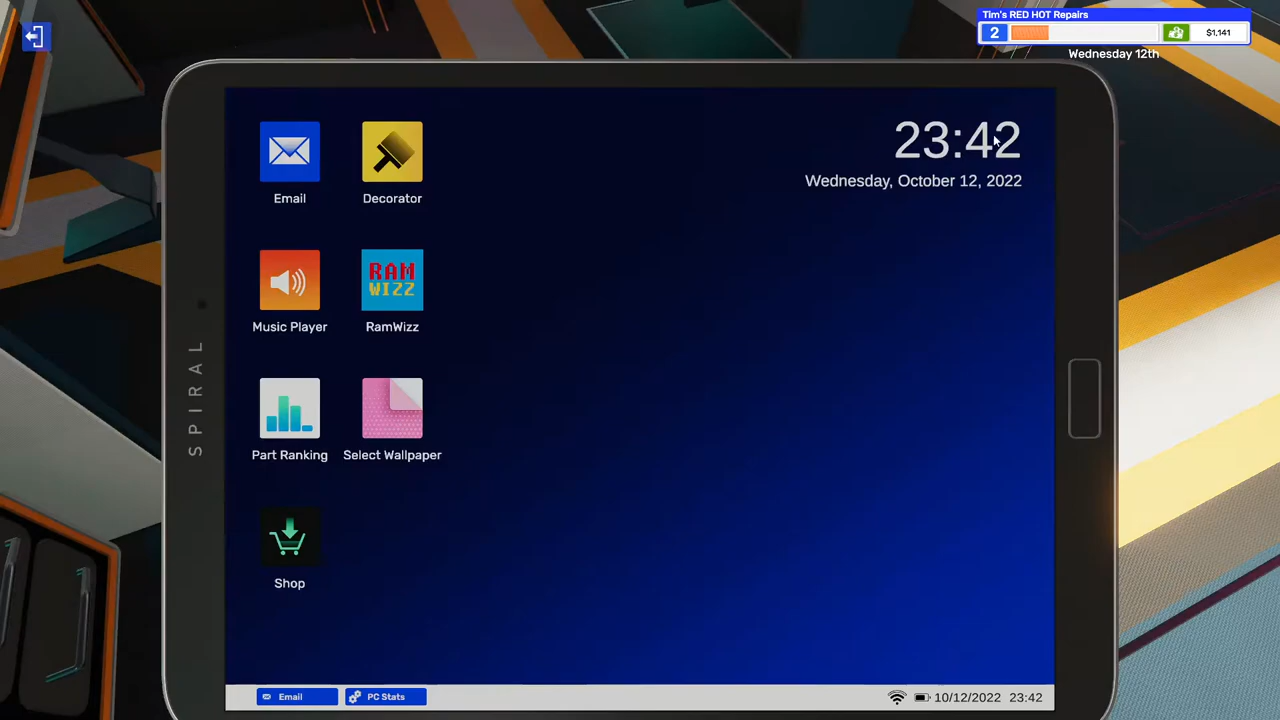 Tim's RED HOT Repairs
2
$1,141
Wednesday 12th
23:42
Wednesday, October 12, 2022
Email
Decorator
RAM
WIZZ
Music Player
RamWizz
Part Ranking
Select Wallpaper
Shop
SPIRAL
Email
PC Stats
10/12/2022 23:42